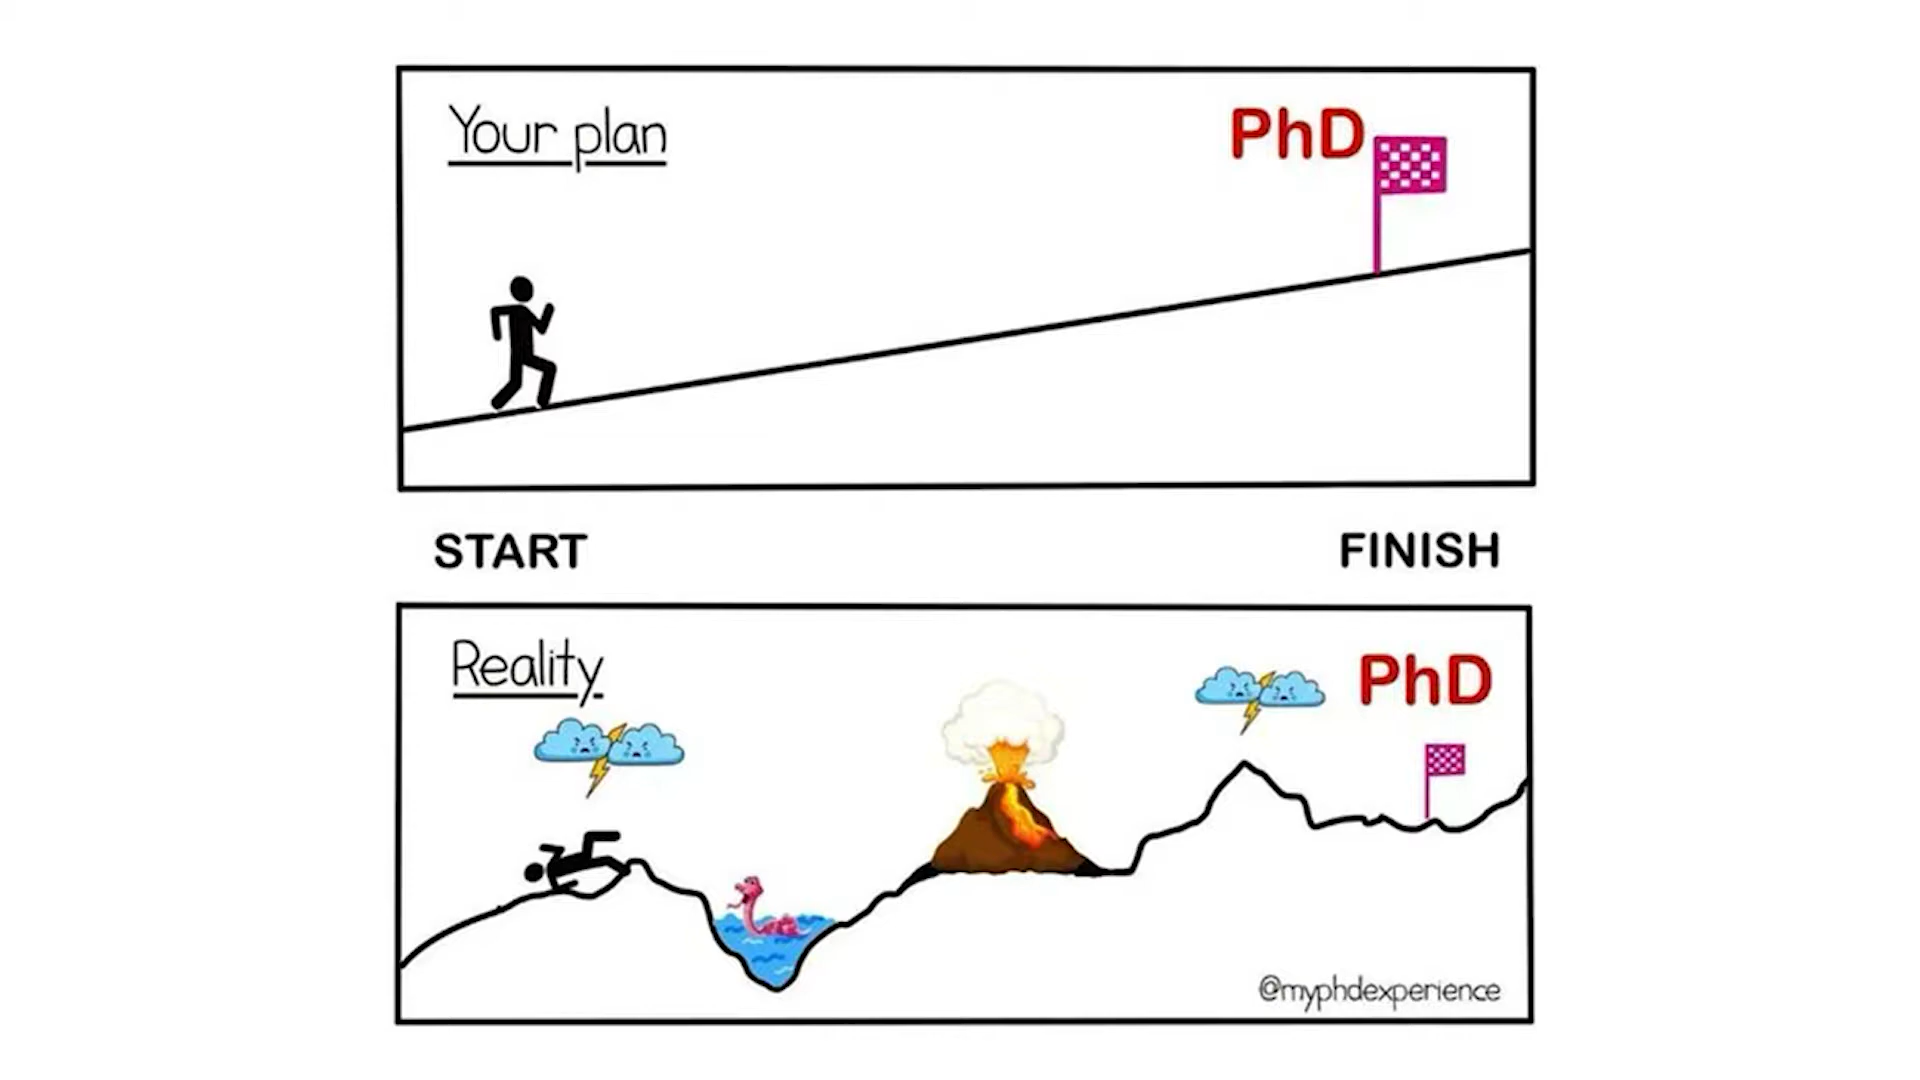 Your plan
PhD
START
FINISH
Reality
PhD
@myphdexperience